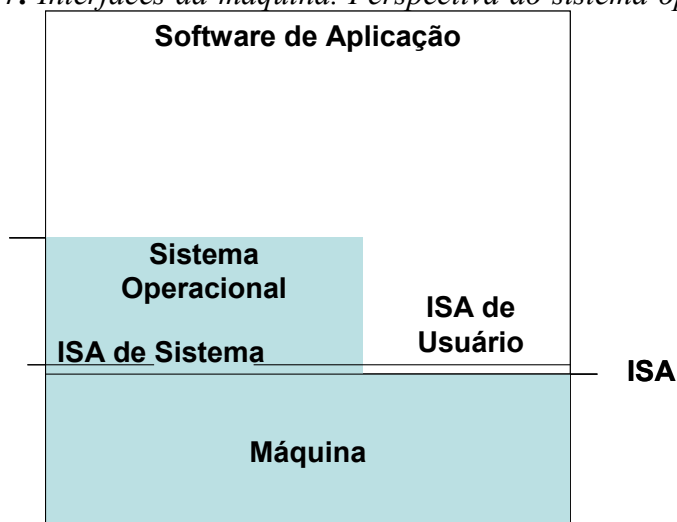 Interfaces da máquina. Perspectiva do sistema
Software de Aplicação
Sistema
Operacional
ISA de
Usuário
ISA de Sistema
ISA
Máquina